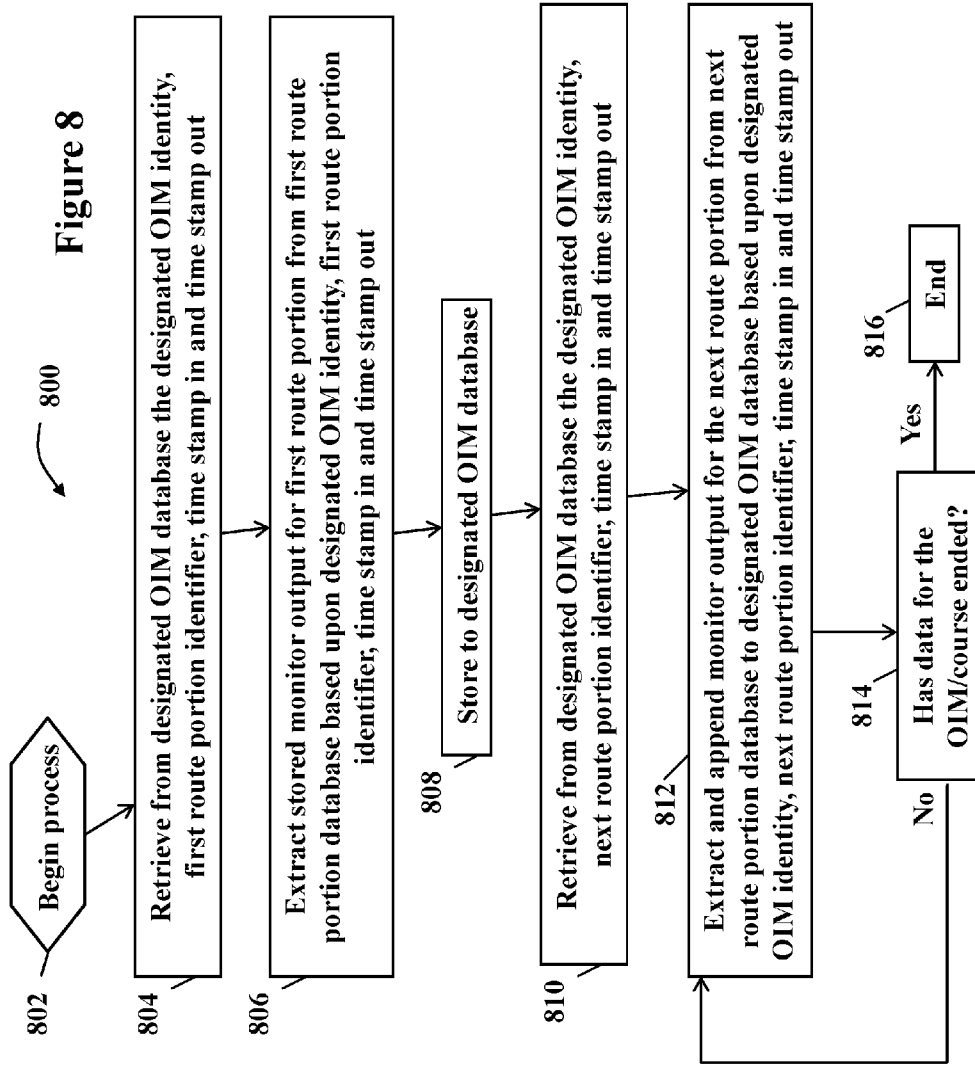 Figure 8
800
802
Begin process
804
Retrieve from designated OIM database the designated OIM identity,
first route portion identifier, time stamp in and time stamp out
806
Extract stored monitor output for first route portion from first route
portion database based upon designated OIM identity, first route portion
identifier, time stamp in and time stamp out
808
Store to designated OIM database
810
Retrieve from designated OIM database the designated OIM identity,
next route portion identifier, time stamp in and time stamp out
812
Extract and append monitor output for the next route portion from next
route portion database to designated OIM database based upon designated
OIM identity, next route portion identifier, time stamp in and time stamp out
814
Has data for the
OIM/course ended?
No
Yes
816
End